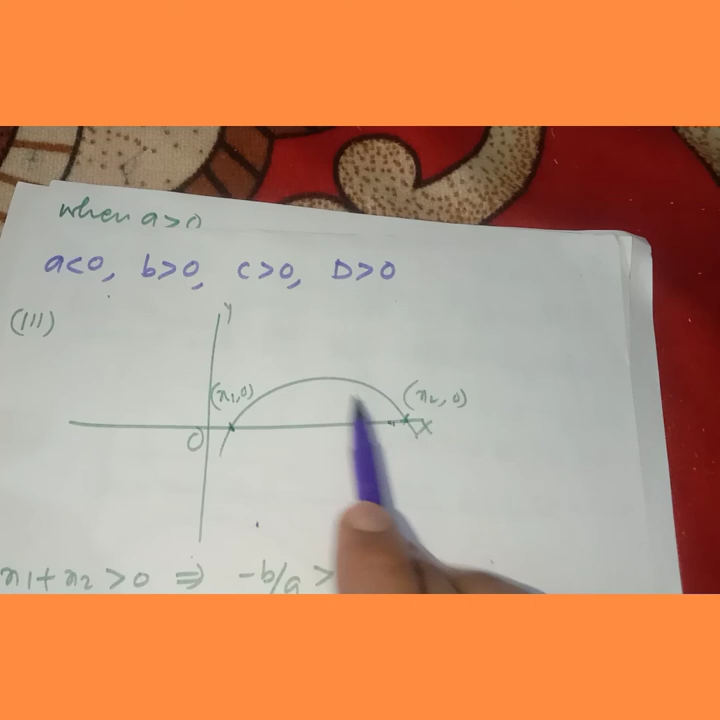 when a>0
a<0, b>0, c>0, D>0
(III)
Y
(x₁,0) (x₂,0)
O X
x₁+x₂ >0 ⇒ -b/a >